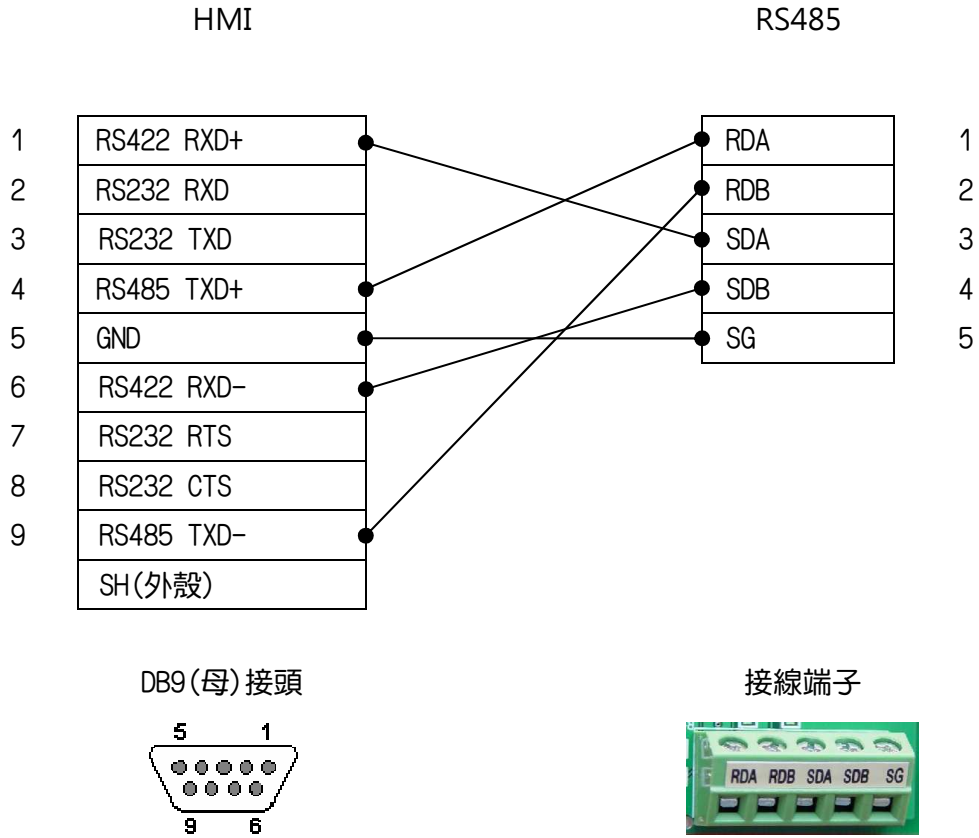 HMI RS485
1 RS422 RXD+ RDA 1
2 RS232 RXD RDB 2
3 RS232 TXD SDA 3
4 RS485 TXD+ SDB 4
5 GND SG 5
6 RS422 RXD-
7 RS232 RTS
8 RS232 CTS
9 RS485 TXD-
SH(外殼)
DB9(母)接頭 接線端子
5 1
9 6
RDA RDB SDA SDB SG